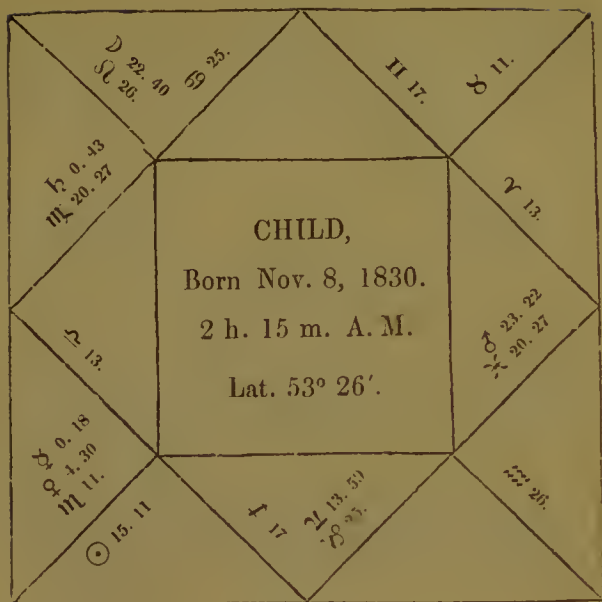 ☽ 22. 40
♌ 26.
♋ 25.
♊ 17.
♉ 11.
♄ 0. 43
♍ 20. 27
♈ 13.
CHILD,
Born Nov. 8, 1830.
2 h. 15 m. A. M.
Lat. 53° 26′.
♂ 23. 22
♓ 20. 27
♎ 13.
☿ 0. 18
♀ 4. 30
♏ 11.
☉ 15. 11
♐ 17
♃ 13. 59
♑ 25.
♒ 26.